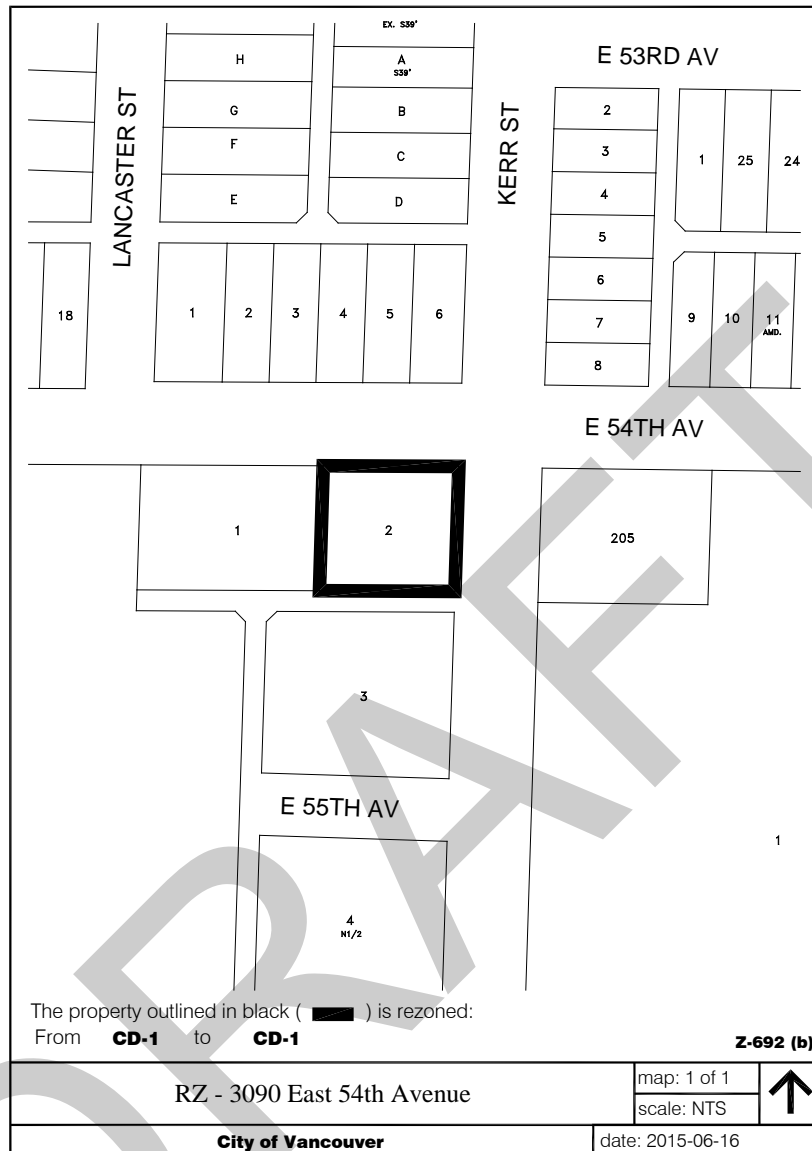 EX. S39'
E 53RD AV
H
A
S39'
LANCASTER ST
G
B
KERR ST
2
F
C
3
1
25
24
E
D
4
5
6
18
1
2
3
4
5
6
7
9
10
11
AMD.
8
E 54TH AV
1
2
205
3
E 55TH AV
1
4
N1/2
DRAFT
The property outlined in black ( ) is rezoned:
From CD-1 to CD-1
Z-692 (b)
RZ - 3090 East 54th Avenue
map: 1 of 1
scale: NTS
City of Vancouver
date: 2015-06-16